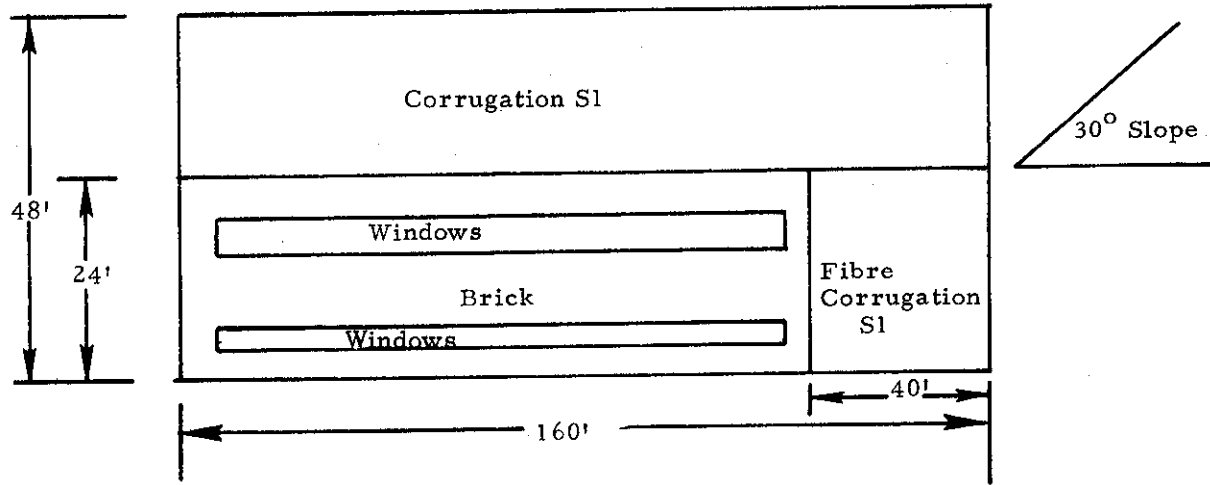 Corrugation S1
30° Slope
48'
24'
Windows
Brick
Windows
Fibre
Corrugation
S1
40'
160'